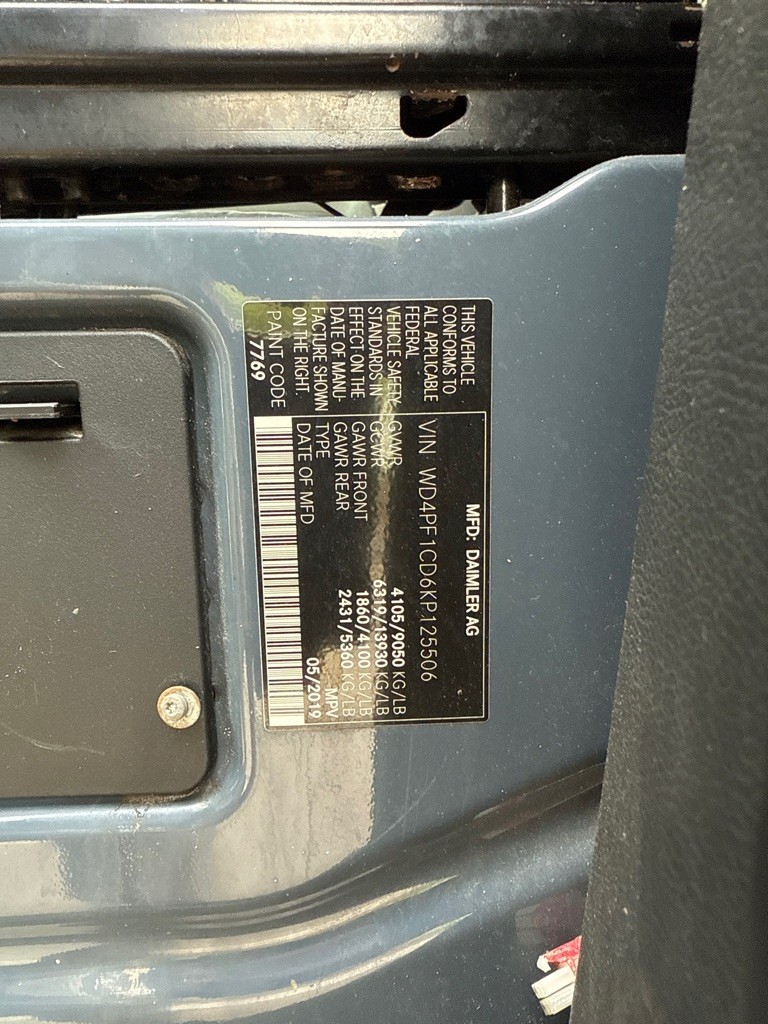 MFD: DAIMLER AG
VIN WD4PF1CD6KP125506
THIS VEHICLE
CONFORMS TO
ALL APPLICABLE
FEDERAL
VEHICLE SAFETY
STANDARDS IN
EFFECT ON THE
DATE OF MANU-
FACTURE SHOWN
ON THE RIGHT.
PAINT CODE
7769
GVWR 4105/9050 KG/LB
GCWR 6319/13930 KG/LB
GAWR FRONT 1860/4100 KG/LB
GAWR REAR 2431/5360 KG/LB
TYPE MPV
DATE OF MFD 05/2019